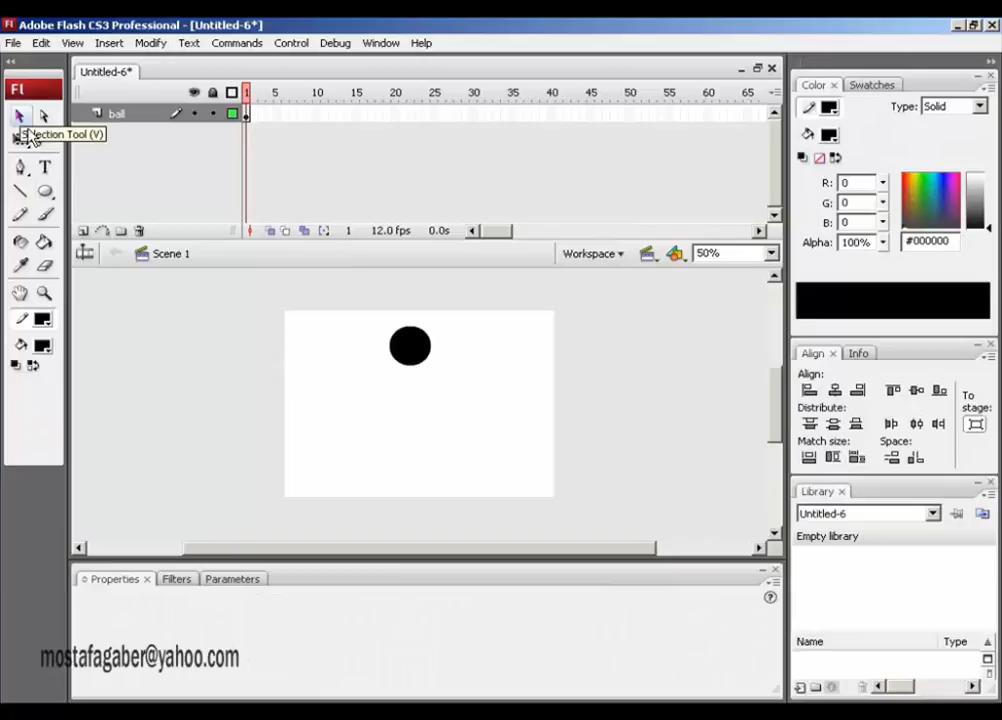 Adobe Flash CS3 Professional - [Untitled-6*]
File Edit View Insert Modify Text Commands Control Debug Window Help
Untitled-6*
Fl
1 5 10 15 20 25 30 35 40 45 50 55 60 65
ball
Selection Tool (V)
1 12.0 fps 0.0s
Scene 1 Workspace 50%
Color Swatches
Type: Solid
R: 0
G: 0
B: 0
Alpha: 100% #000000
Align Info
Align:
To stage:
Distribute:
Match size: Space:
Library
Untitled-6
Empty library
Name Type
Properties Filters Parameters
mostafagaber@yahoo.com